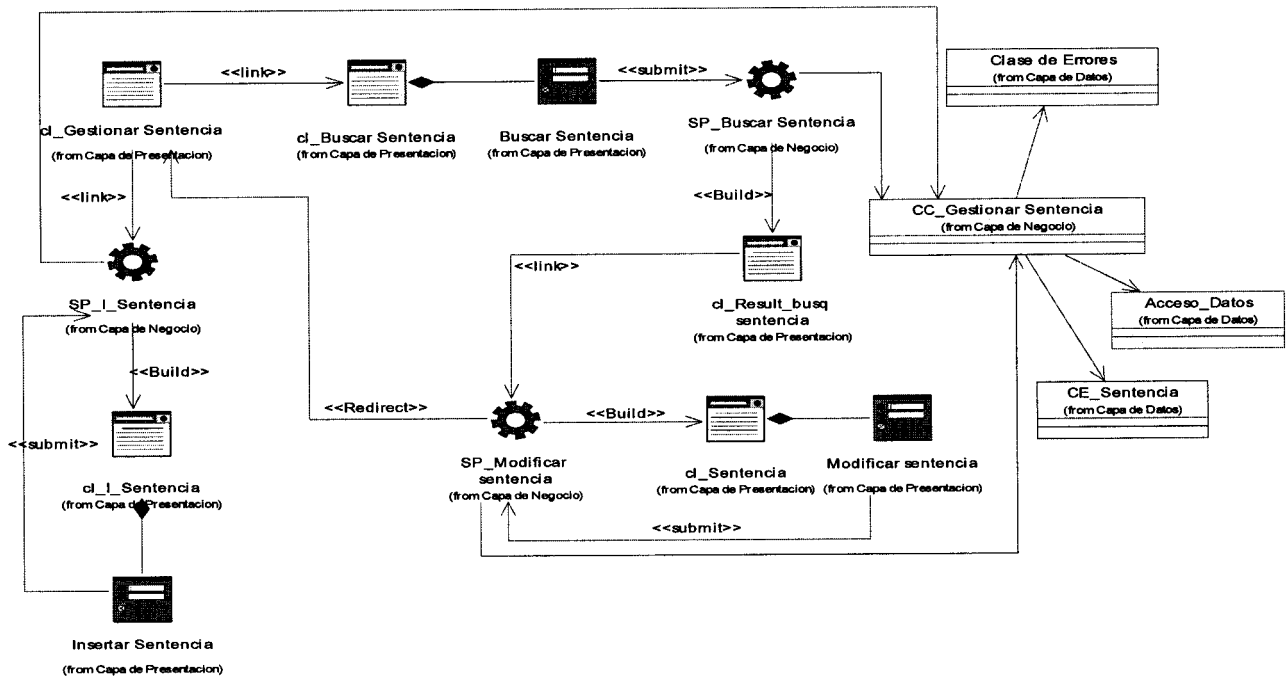 Clase de Errores
(from Capa de Datos)
<<link>>
<<submit>>
cl_Gestionar Sentencia
(from Capa de Presentacion)
cl_Buscar Sentencia
(from Capa de Presentacion)
Buscar Sentencia
(from Capa de Presentacion)
SP_Buscar Sentencia
(from Capa de Negocio)
<<link>>
<<Build>>
CC_Gestionar Sentencia
(from Capa de Negocio)
<<link>>
SP_I_Sentencia
(from Capa de Negocio)
cl_Result_busq
sentencia
(from Capa de Presentacion)
Acceso_Datos
(from Capa de Datos)
<<Build>>
<<Redirect>>
<<Build>>
CE_Sentencia
(from Capa de Datos)
<<submit>>
cl_I_Sentencia
(from Capa de Presentacion)
SP_Modificar
sentencia
(from Capa de Negocio)
cl_Sentencia
(from Capa de Presentacion)
Modificar sentencia
(from Capa de Presentacion)
<<submit>>
Insertar Sentencia
(from Capa de Presentacion)